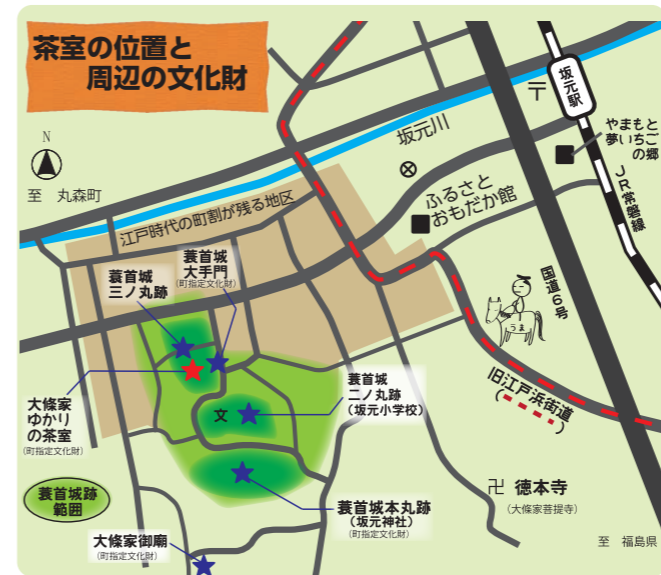 茶室の位置と
周辺の文化財
N
至 丸森町
坂元川
〒
坂元駅
やまもと
夢いちご
の郷
JR常磐線
ふるさと
おもだか館
江戸時代の町割が残る地区
蓑首城
三ノ丸跡
蓑首城
大手門
(町指定文化財)
国道6号
うま
旧江戸浜街道
( )
大條家
ゆかり
の茶室
(町指定文化財)
文
蓑首城
二ノ丸跡
(坂元小学校)
蓑首城跡
範囲
蓑首城本丸跡
(坂元神社)
(町指定文化財)
卍 徳本寺
(大條家菩提寺)
大條家御廟
(町指定文化財)
至 福島県